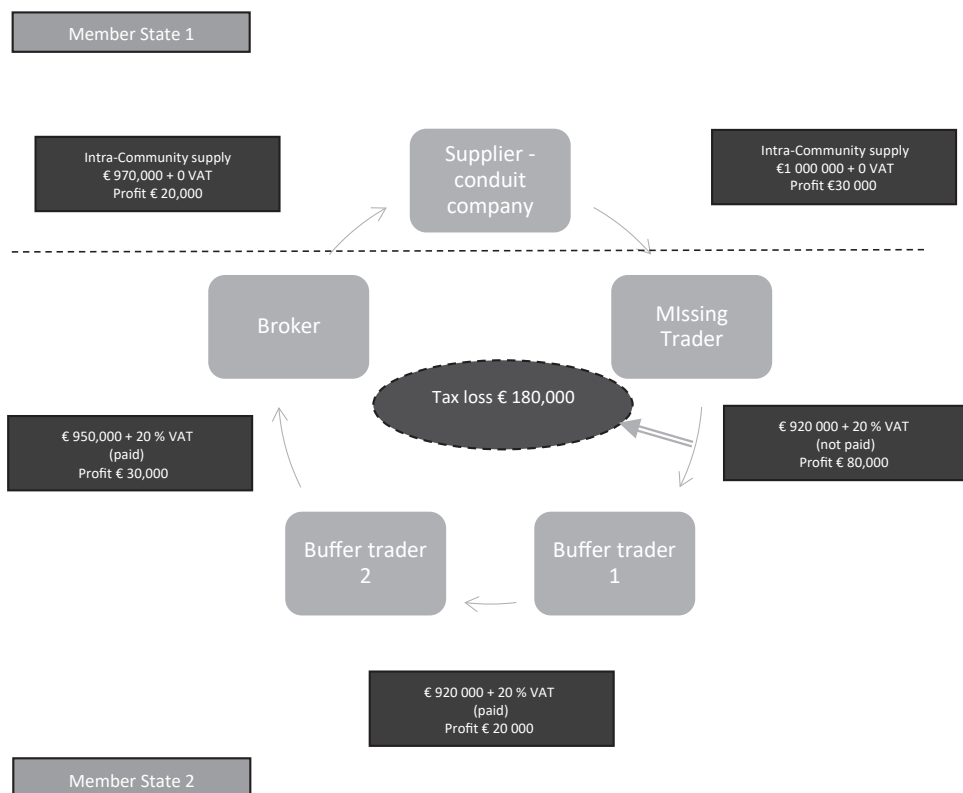 Member State 1
Intra-Community supply
€ 970,000 + 0 VAT
Profit € 20,000
Supplier -
conduit
company
Intra-Community supply
€1 000 000 + 0 VAT
Profit €30 000
Broker
MIssing
Trader
Tax loss € 180,000
€ 950,000 + 20 % VAT
(paid)
Profit € 30,000
€ 920 000 + 20 % VAT
(not paid)
Profit € 80,000
Buffer trader
2
Buffer trader
1
€ 920 000 + 20 % VAT
(paid)
Profit € 20 000
Member State 2